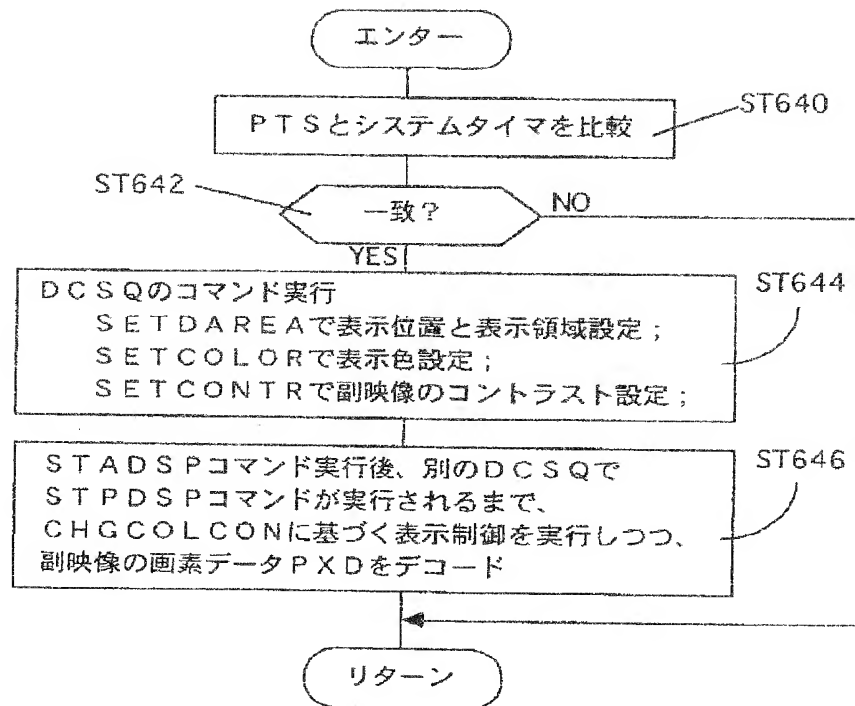 エンター
PTSとシステムタイマを比較
ST640
ST642
一致?
NO
YES
DCSQのコマンド実行
SETDAREAで表示位置と表示領域設定;
SETCOLORで表示色設定;
SETCONTRで副映像のコントラスト設定;
ST644
STADSPコマンド実行後、別のDCSQで
STPDSPコマンドが実行されるまで、
CHGCOLCONに基づく表示制御を実行しつつ、
副映像の画素データPXDをデコード
ST646
リターン